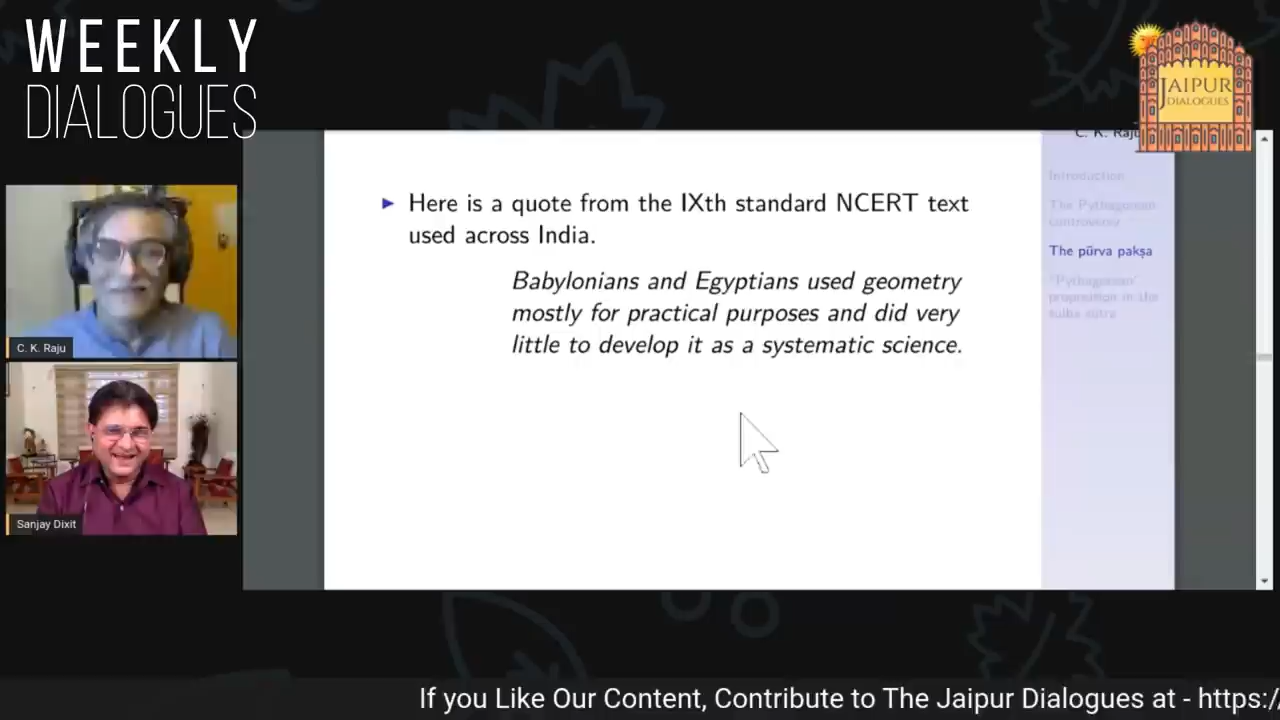 WEEKLY
DIALOGUES
JAIPUR
DIALOGUES
C. K. Raju
Introduction
The Pythagorean
controversy
The pūrva pakṣa
"Pythagorean"
proposition in the
sulba sutra
▶ Here is a quote from the IXth standard NCERT text
used across India.
Babylonians and Egyptians used geometry
mostly for practical purposes and did very
little to develop it as a systematic science.
C. K. Raju
Sanjay Dixit
If you Like Our Content, Contribute to The Jaipur Dialogues at - https:/